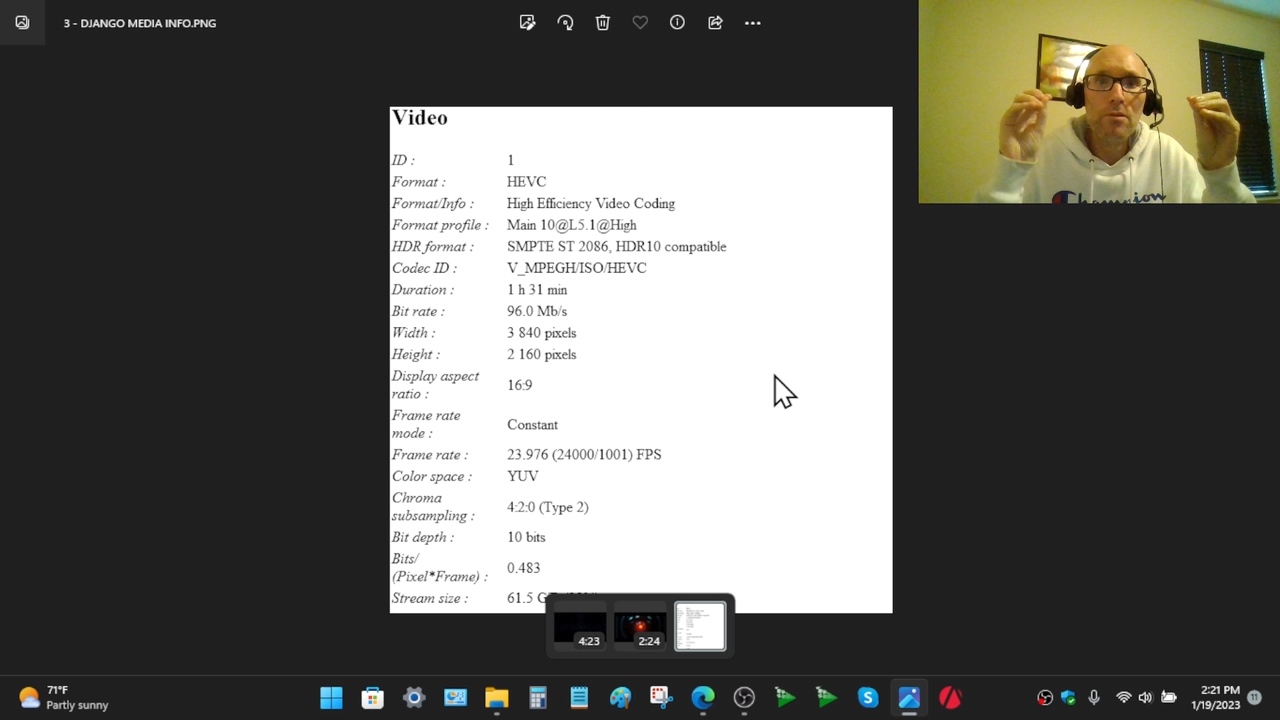 3 - DJANGO MEDIA INFO.PNG
Video
ID : 1
Format : HEVC
Format/Info : High Efficiency Video Coding
Format profile : Main 10@L5.1@High
HDR format : SMPTE ST 2086, HDR10 compatible
Codec ID : V_MPEGH/ISO/HEVC
Duration : 1 h 31 min
Bit rate : 96.0 Mb/s
Width : 3 840 pixels
Height : 2 160 pixels
Display aspect
ratio : 16:9
Frame rate
mode : Constant
Frame rate : 23.976 (24000/1001) FPS
Color space : YUV
Chroma
subsampling : 4:2:0 (Type 2)
Bit depth : 10 bits
Bits/
(Pixel*Frame) : 0.483
Stream size : 61.5
4:23
2:24
Champion
71°F
Partly sunny
2:21 PM
1/19/2023
11